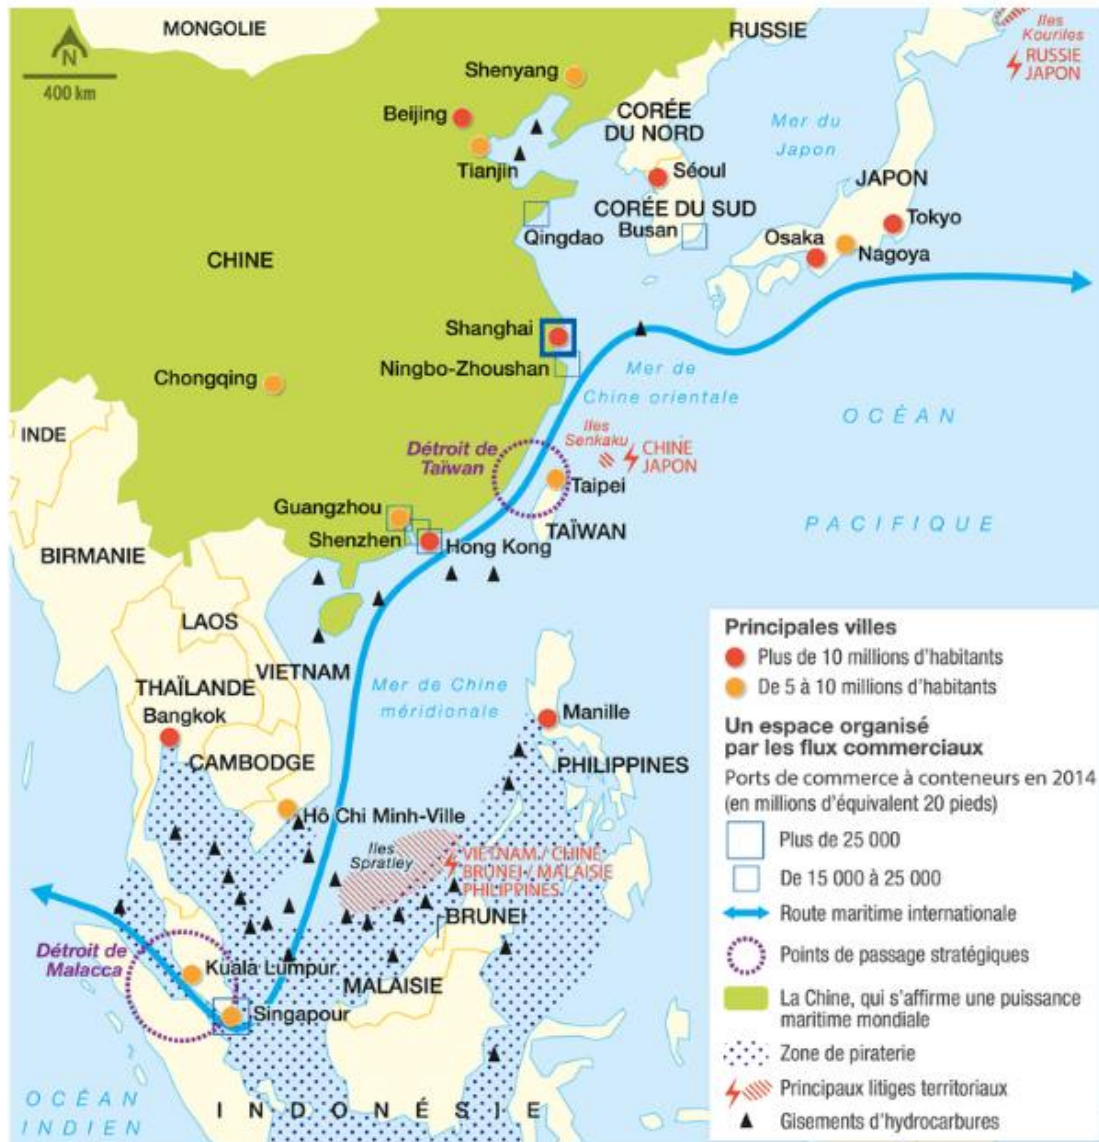 MONGOLIE
RUSSIE
Iles
Kouriles
RUSSIE
JAPON
N
400 km
Shenyang
Beijing
CORÉE
DU NORD
Mer du
Japon
Tianjin
Séoul
JAPON
CORÉE DU SUD
Qingdao
Busan
Tokyo
Osaka
Nagoya
CHINE
Shanghai
Ningbo-Zhoushan
Mer de
Chine orientale
Chongqing
OCÉAN
PACIFIQUE
INDE
Iles
Senkaku
CHINE
JAPON
Détroit de
Taïwan
Taipei
Guangzhou
Shenzhen
Hong Kong
TAÏWAN
BIRMANIE
LAOS
VIETNAM
THAÏLANDE
Bangkok
Mer de Chine
méridionale
Manille
CAMBODGE
PHILIPPINES
Hô Chi Minh-Ville
Iles
Spratley
VIETNAM / CHINE
BRUNEI / MALAISIE
PHILIPPINES
BRUNEI
Détroit de
Malacca
Kuala Lumpur
MALAISIE
Singapour
OCÉAN
INDIEN
INDONÉSIE
Principales villes
Plus de 10 millions d'habitants
De 5 à 10 millions d'habitants
Un espace organisé
par les flux commerciaux
Ports de commerce à conteneurs en 2014
(en millions d'équivalent 20 pieds)
Plus de 25 000
De 15 000 à 25 000
Route maritime internationale
Points de passage stratégiques
La Chine, qui s'affirme une puissance
maritime mondiale
Zone de piraterie
Principaux litiges territoriaux
Gisements d'hydrocarbures